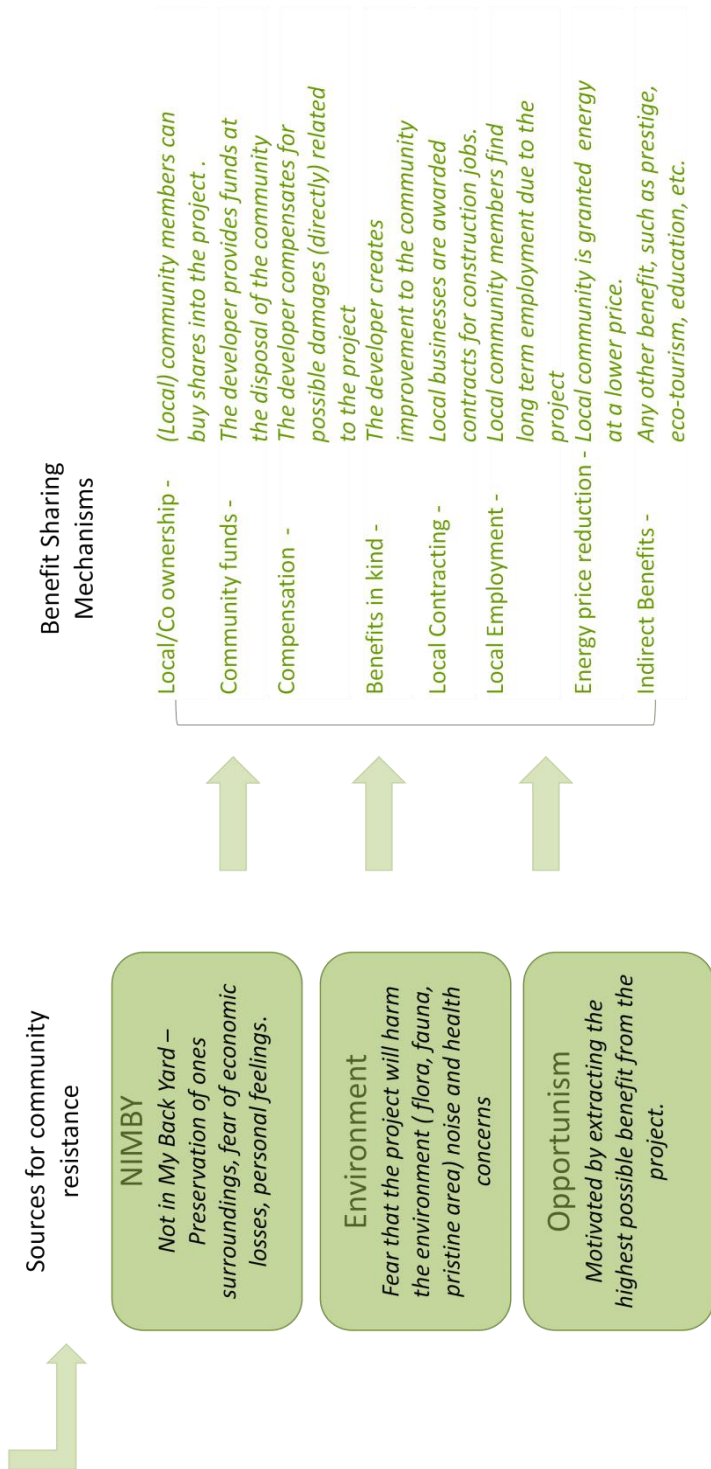 Sources for community
resistance
NIMBY
Not in My Back Yard –
Preservation of ones
surroundings, fear of economic
losses, personal feelings.
Environment
Fear that the project will harm
the environment ( flora, fauna,
pristine area) noise and health
concerns
Opportunism
Motivated by extracting the
highest possible benefit from the
project.
Benefit Sharing
Mechanisms
Local/Co ownership - (Local) community members can
buy shares into the project .
Community funds - The developer provides funds at
the disposal of the community
Compensation - The developer compensates for
possible damages (directly) related
to the project
Benefits in kind - The developer creates
improvement to the community
Local Contracting - Local businesses are awarded
contracts for construction jobs.
Local Employment - Local community members find
long term employment due to the
project
Energy price reduction - Local community is granted energy
at a lower price.
Indirect Benefits - Any other benefit, such as prestige,
eco-tourism, education, etc.